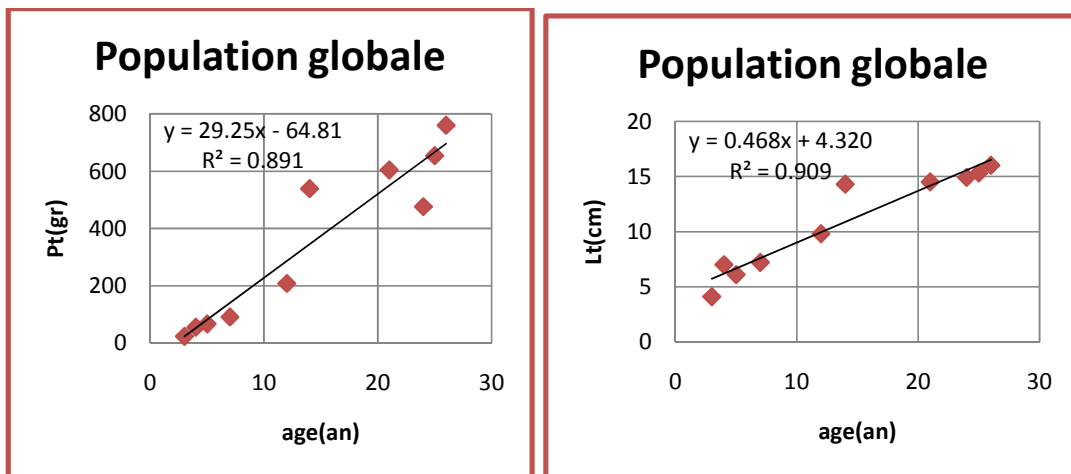 Population globale
y = 29.25x - 64.81
R² = 0.891
800
600
400
200
0
0 10 20 30
Pt(gr)
age(an)
Population globale
y = 0.468x + 4.320
R² = 0.909
20
15
10
5
0
0 10 20 30
Lt(cm)
age(an)